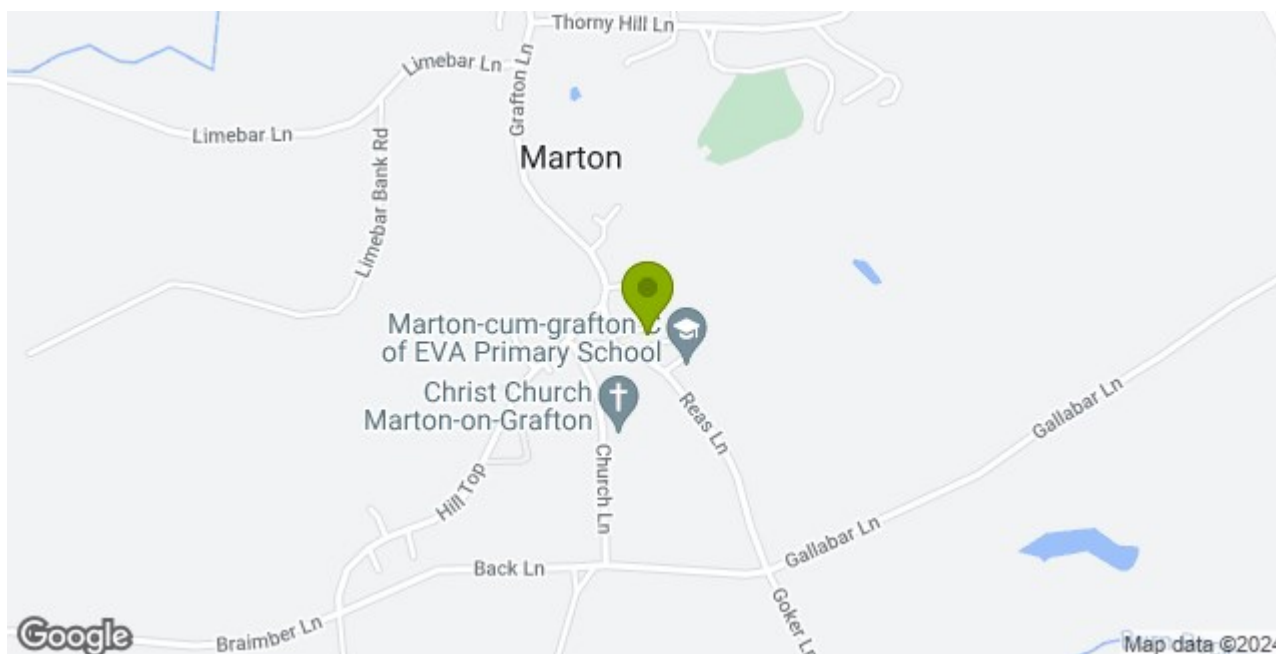 Thorny Hill Ln
Limebar Ln
Grafton Ln
Limebar Ln
Limebar Bank Rd
Marton
Marton-cum-grafton C
of EVA Primary School
Christ Church
Marton-on-Grafton
Reas Ln
Gallabar Ln
Church Ln
Hill Top
Gallabar Ln
Back Ln
Goker Ln
Braimber Ln
Google
Map data ©2024